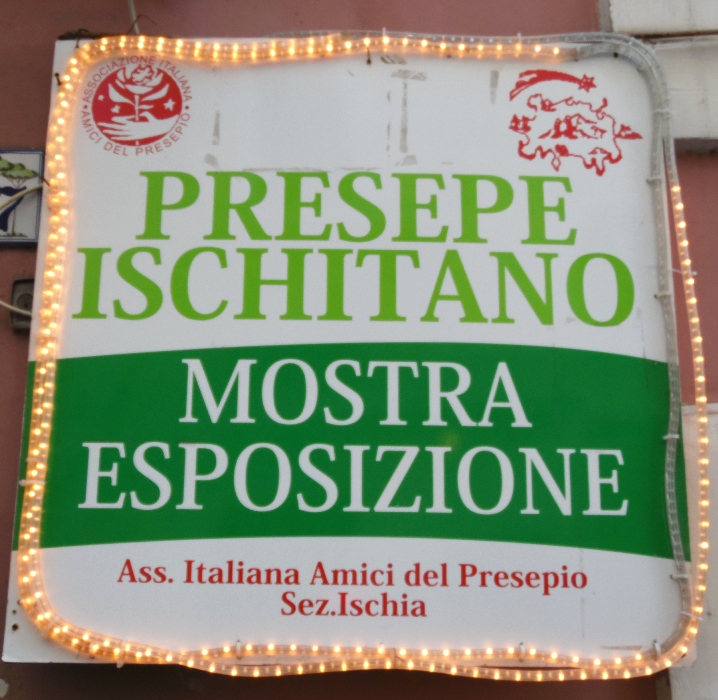 ASSOCIAZIONE ITALIANA
AMICI DEL PRESEPIO
PRESEPE
ISCHITANO
MOSTRA
ESPOSIZIONE
Ass. Italiana Amici del Presepio
Sez.Ischia